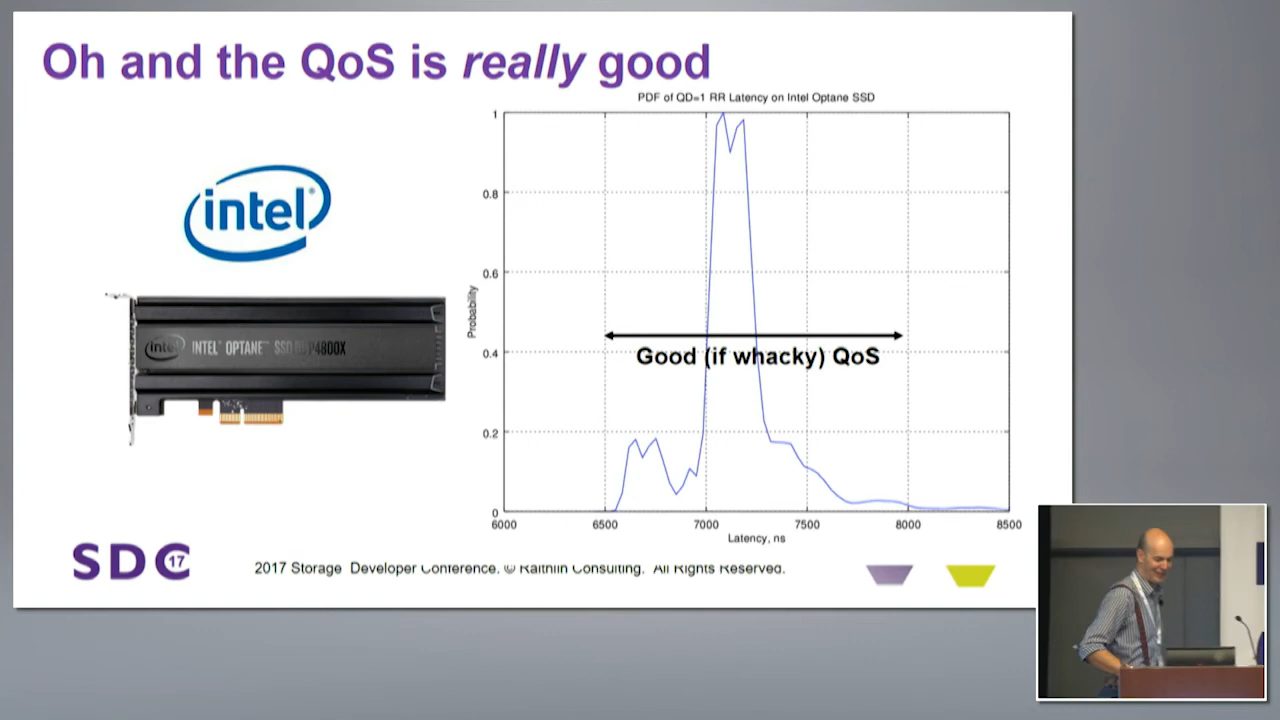 Oh and the QoS is really good
PDF of QD=1 RR Latency on Intel Optane SSD
intel®
intel INTEL® OPTANE™ SSD DC P4800X
Probability
1
0.8
0.6
0.4
0.2
0
Good (if whacky) QoS
6000 6500 7000 7500 8000 8500
Latency, ns
SDC 17
2017 Storage Developer Conference. © Raithlin Consulting. All Rights Reserved.